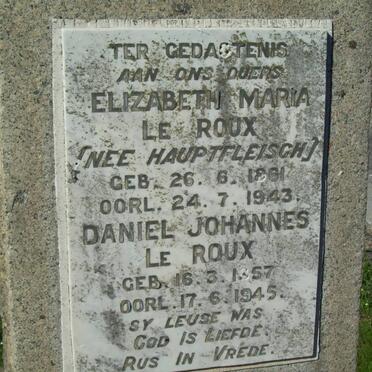 TER GEDAGTENIS
AAN ONS OUERS
ELIZABETH MARIA
LE ROUX
[NEE HAUPTFLEISCH]
GEB. 26. 6. 1861
OORL. 24. 7. 1943.
DANIEL JOHANNES
LE ROUX
GEB. 16. 3. 1857
OORL. 17. 6. 1945.
SY LEUSE WAS
GOD IS LIEFDE.
RUS IN VREDE.